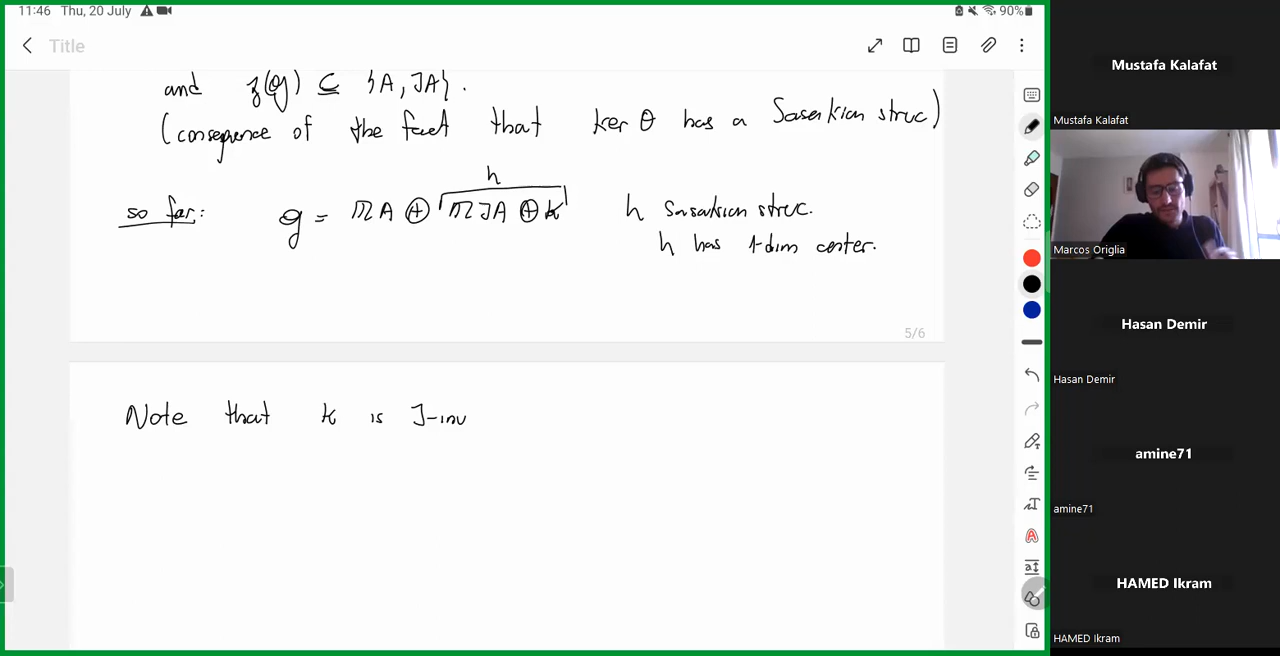 11:46 Thu, 20 July
90%
Title
and z(g) ⊆ {A, JA}.
(consequence of the fact that ker θ has a Sasakian struc)
h
so far: g = ℝA ⊕ ℝJA ⊕ k h Sasakian struc.
h has 1-dim center.
5/6
Note that k is J-inv
Mustafa Kalafat
Mustafa Kalafat
Marcos Origlia
Hasan Demir
Hasan Demir
amine71
amine71
HAMED Ikram
HAMED Ikram